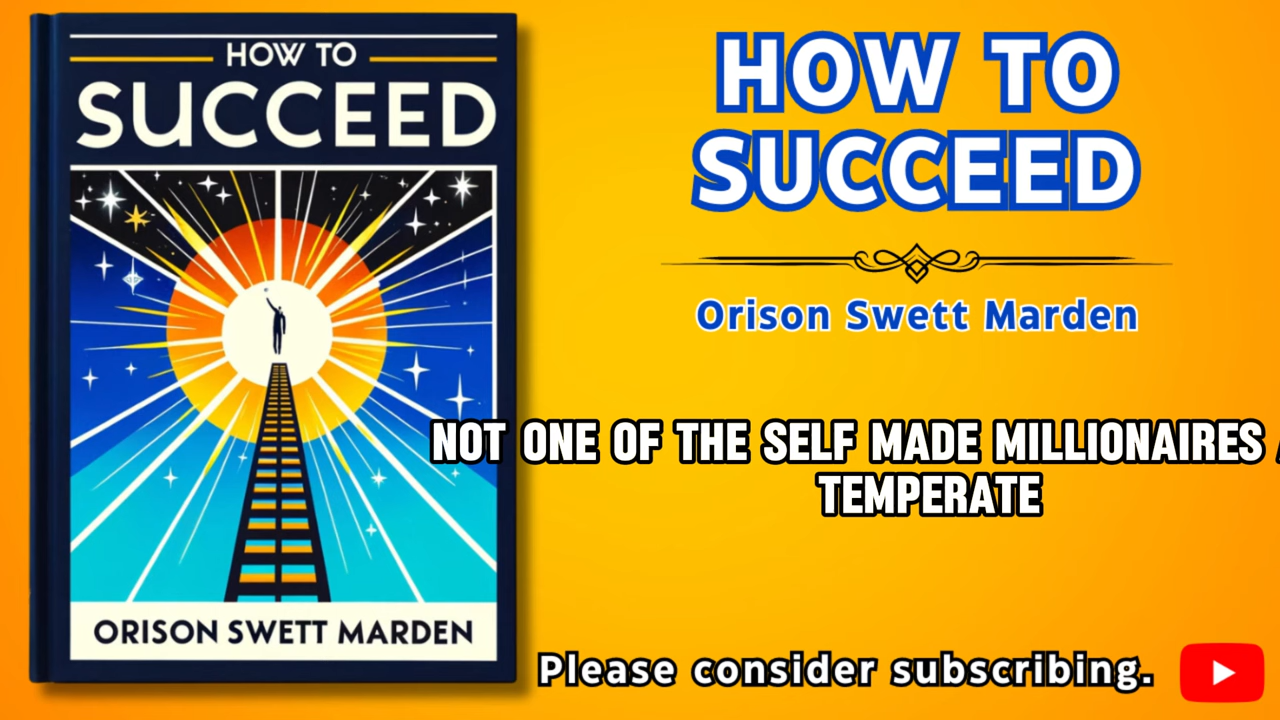 HOW TO
SUCCEED
ORISON SWETT MARDEN
HOW TO
SUCCEED
Orison Swett Marden
NOT ONE OF THE SELF MADE MILLIONAIRES
TEMPERATE
Please consider subscribing.